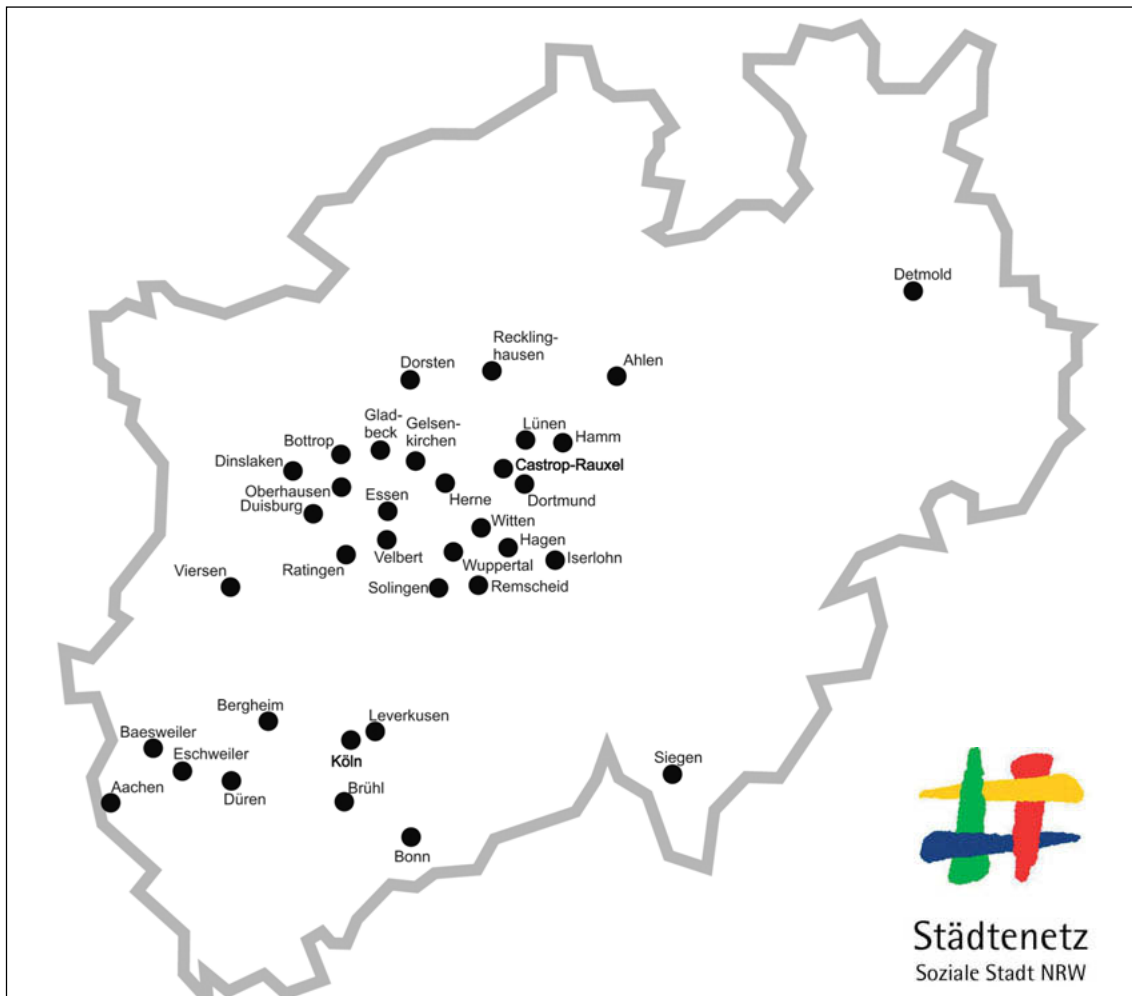 Detmold
Reckling-
hausen
Dorsten
Ahlen
Glad-
beck
Gelsen-
kirchen
Lünen
Hamm
Bottrop
Dinslaken
Castrop-Rauxel
Oberhausen
Duisburg
Essen
Herne
Dortmund
Witten
Hagen
Velbert
Wuppertal
Iserlohn
Ratingen
Viersen
Solingen
Remscheid
Bergheim
Leverkusen
Baesweiler
Eschweiler
Köln
Siegen
Aachen
Düren
Brühl
Bonn
Städtenetz
Soziale Stadt NRW